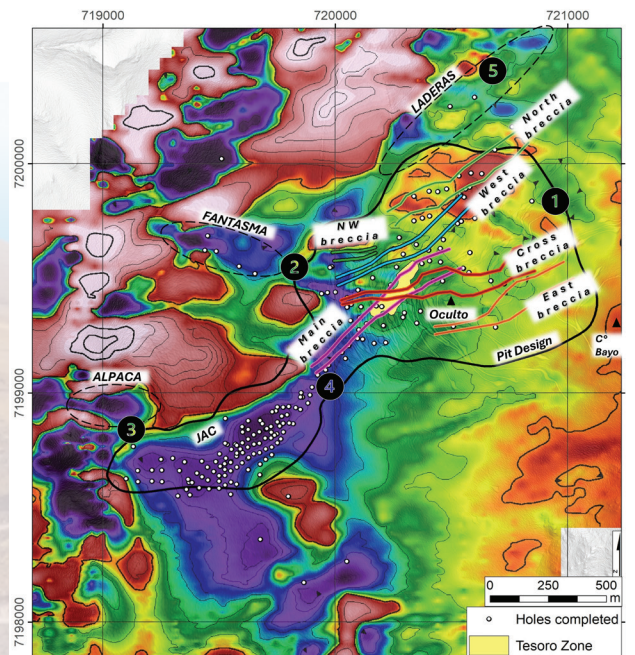 719000
720000
721000
7200000
7199000
7198000
5
LADERAS
North
breccia
West
breccia
1
FANTASMA
NW
breccia
2
Cross
breccia
East
breccia
Oculto
Main
breccia
Pit Design
C°
Bayo
ALPACA
4
3
JAC
N
0 250 500
m
Holes completed
Tesoro Zone